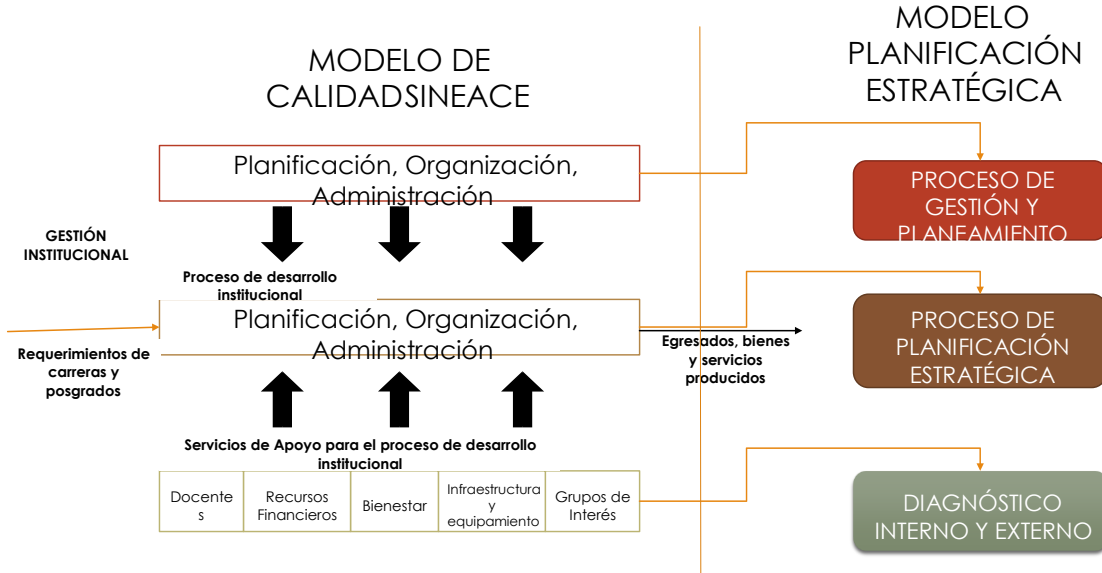 MODELO DE
CALIDADSINEACE
MODELO
PLANIFICACIÓN
ESTRATÉGICA
Planificación, Organización,
Administración
PROCESO DE
GESTIÓN Y
PLANEAMIENTO
GESTIÓN
INSTITUCIONAL
Proceso de desarrollo
institucional
Planificación, Organización,
Administración
PROCESO DE
PLANIFICACIÓN
ESTRATÉGICA
Requerimientos de
carreras y
posgrados
Egresados, bienes
y servicios
producidos
Servicios de Apoyo para el proceso de desarrollo
institucional
Docente
s
Recursos
Financieros
Bienestar
Infraestructura
y
equipamiento
Grupos de
Interés
DIAGNÓSTICO
INTERNO Y EXTERNO